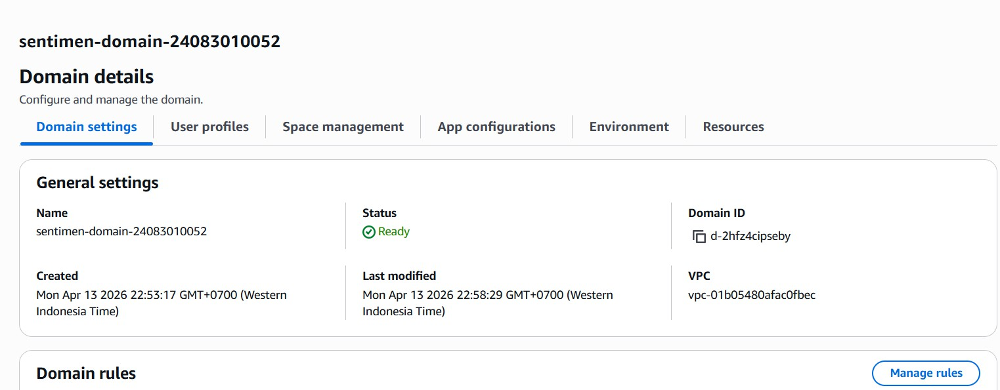 sentimen-domain-24083010052
Domain details
Configure and manage the domain.
Domain settings
User profiles
Space management
App configurations
Environment
Resources
General settings
Name
sentimen-domain-24083010052
Status
Ready
Domain ID
d-2hfz4cipseby
Created
Mon Apr 13 2026 22:53:17 GMT+0700 (Western
Indonesia Time)
Last modified
Mon Apr 13 2026 22:58:29 GMT+0700 (Western
Indonesia Time)
VPC
vpc-01b05480afac0fbec
Domain rules
Manage rules